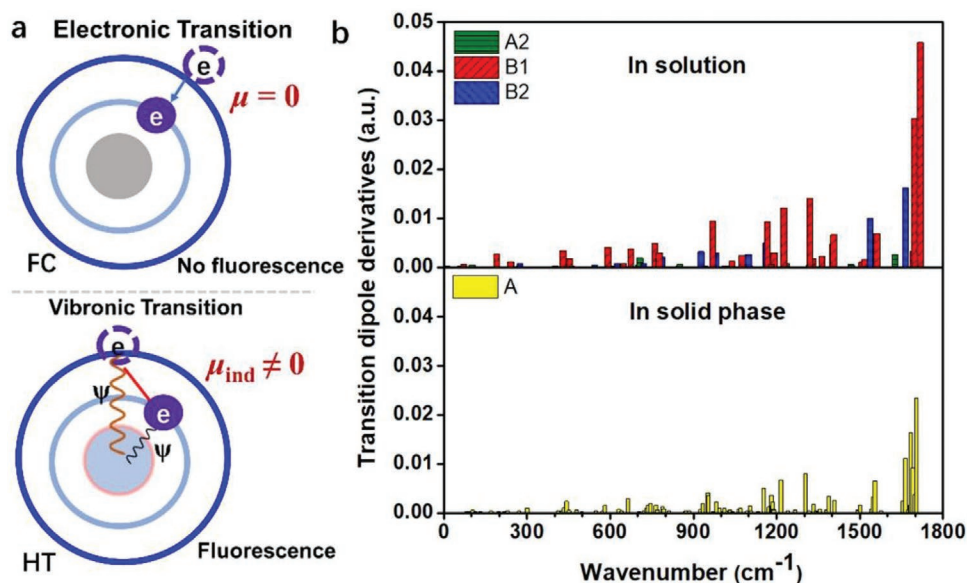 a
Electronic Transition
e
μ = 0
e
FC
No fluorescence
Vibronic Transition
e
μind ≠ 0
ψ
e
ψ
HT
Fluorescence
b
Transition dipole derivatives (a.u.)
0.05
0.04
0.03
0.02
0.01
0.00
A2
B1
B2
In solution
0.04
0.03
0.02
0.01
0.00
A
In solid phase
0 300 600 900 1200 1500 1800
Wavenumber (cm⁻¹)